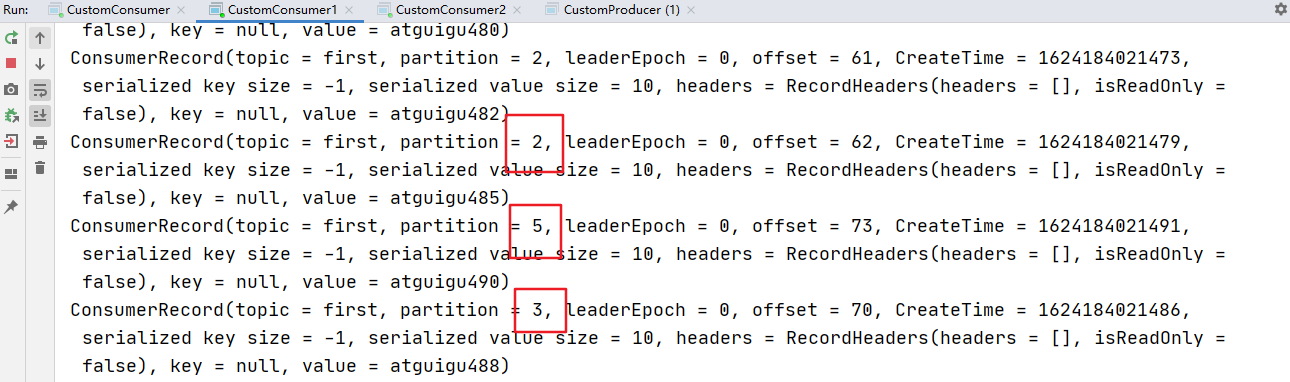 Run: CustomConsumer CustomConsumer1 CustomConsumer2 CustomProducer (1)
false), key = null, value = atguigu480)
ConsumerRecord(topic = first, partition = 2, leaderEpoch = 0, offset = 61, CreateTime = 1624184021473,
serialized key size = -1, serialized value size = 10, headers = RecordHeaders(headers = [], isReadOnly =
false), key = null, value = atguigu482)
ConsumerRecord(topic = first, partition = 2, leaderEpoch = 0, offset = 62, CreateTime = 1624184021479,
serialized key size = -1, serialized value size = 10, headers = RecordHeaders(headers = [], isReadOnly =
false), key = null, value = atguigu485)
ConsumerRecord(topic = first, partition = 5, leaderEpoch = 0, offset = 73, CreateTime = 1624184021491,
serialized key size = -1, serialized value size = 10, headers = RecordHeaders(headers = [], isReadOnly =
false), key = null, value = atguigu490)
ConsumerRecord(topic = first, partition = 3, leaderEpoch = 0, offset = 70, CreateTime = 1624184021486,
serialized key size = -1, serialized value size = 10, headers = RecordHeaders(headers = [], isReadOnly =
false), key = null, value = atguigu488)